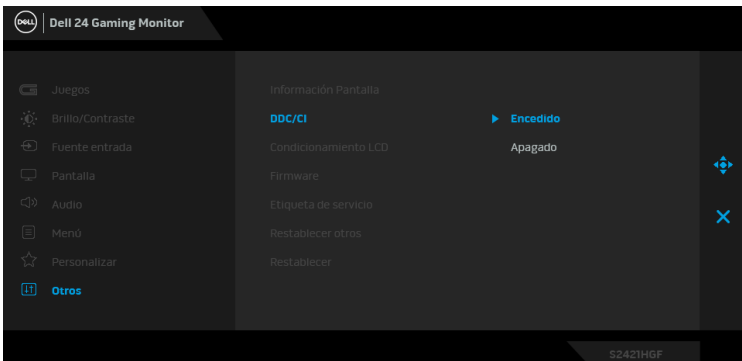 DELL Dell 24 Gaming Monitor
Juegos
Brillo/Contraste
Fuente entrada
Pantalla
Audio
Menú
Personalizar
Otros
Información Pantalla
DDC/CI
Condicionamiento LCD
Firmware
Etiqueta de servicio
Restablecer otros
Restablecer
Encedido
Apagado
S2421HGF